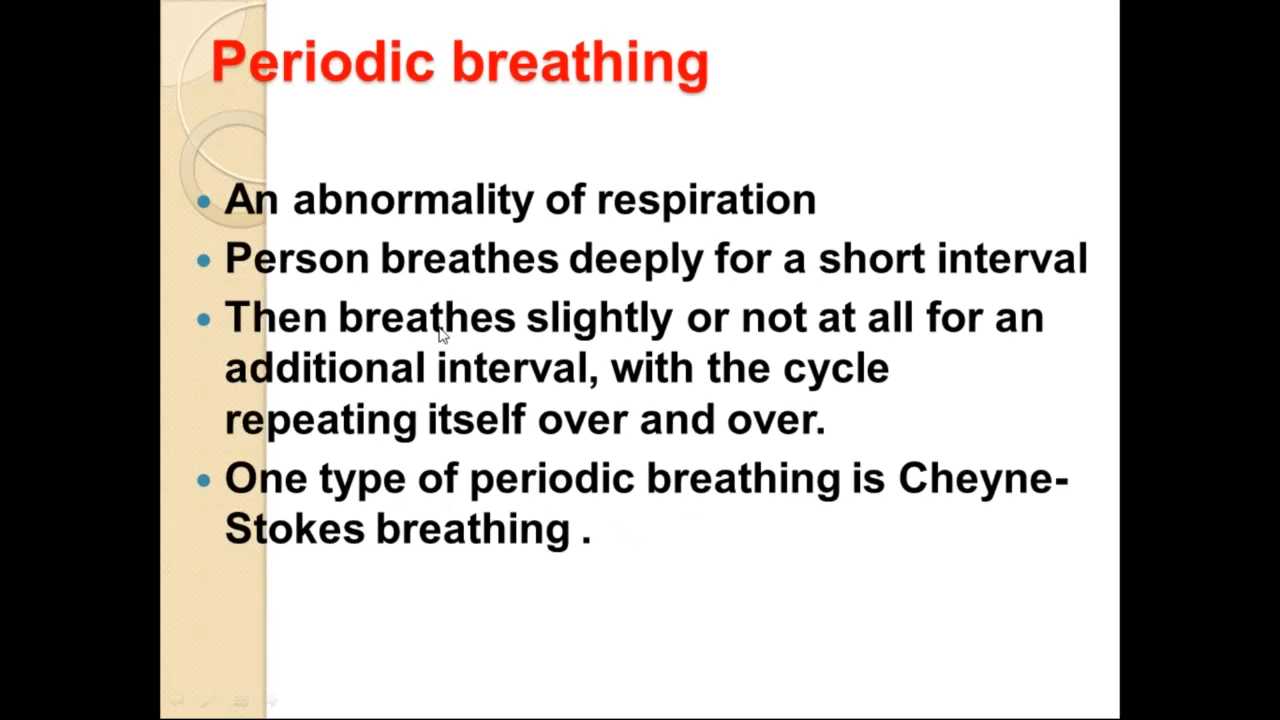 Periodic breathing
• An abnormality of respiration
• Person breathes deeply for a short interval
• Then breathes slightly or not at all for an
additional interval, with the cycle
repeating itself over and over.
• One type of periodic breathing is Cheyne-
Stokes breathing .